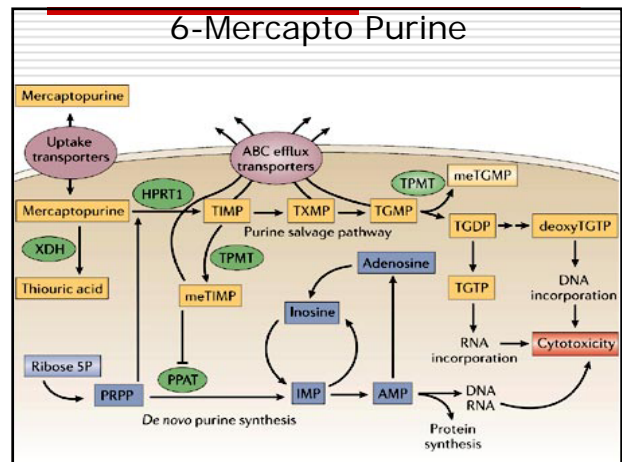 6-Mercapto Purine
Mercaptopurine
Uptake
transporters
ABC efflux
transporters
HPRT1
TPMT
meTGMP
Mercaptopurine
TIMP
TXMP
TGMP
Purine salvage pathway
TGDP
deoxyTGTP
XDH
TPMT
Adenosine
Thiouric acid
meTIMP
TGTP
DNA
incorporation
Inosine
RNA
incorporation
Cytotoxicity
Ribose 5P
PPAT
PRPP
IMP
AMP
DNA
RNA
De novo purine synthesis
Protein
synthesis